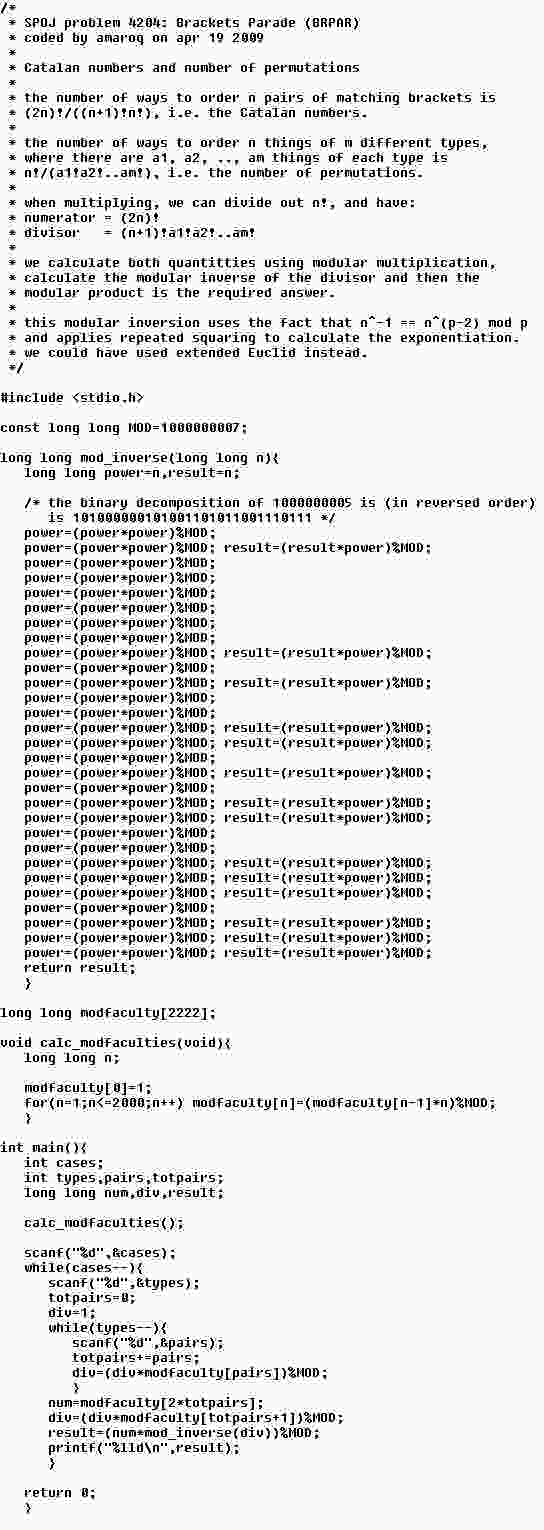 /*
 * SPOJ problem 4204: Brackets Parade (BRPAR)
 * coded by amaroq on apr 19 2009
 *
 * Catalan numbers and number of permutations
 *
 * the number of ways to order n pairs of matching brackets is
 * (2n)!/((n+1)!n!), i.e. the Catalan numbers.
 *
 * the number of ways to order n things of m different types,
 * where there are a1, a2, .., am things of each type is
 * n!/(a1!a2!..am!), i.e. the number of permutations.
 *
 * when multiplying, we can divide out n!, and have:
 * numerator = (2n)!
 * divisor   = (n+1)!a1!a2!..am!
 *
 * we calculate both quantitties using modular multiplication,
 * calculate the modular inverse of the divisor and then the
 * modular product is the required answer.
 *
 * this modular inversion uses the fact that n^-1 == n^(p-2) mod p
 * and applies repeated squaring to calculate the exponentiation.
 * we could have used extended Euclid instead.
 */

#include <stdio.h>

const long long MOD=1000000007;

long long mod_inverse(long long n){
   long long power=n,result=n;

   /* the binary decomposition of 1000000005 is (in reversed order)
      is 101000000101001101011001110111 */
   power=(power*power)%MOD;
   power=(power*power)%MOD; result=(result*power)%MOD;
   power=(power*power)%MOD;
   power=(power*power)%MOD;
   power=(power*power)%MOD;
   power=(power*power)%MOD;
   power=(power*power)%MOD;
   power=(power*power)%MOD;
   power=(power*power)%MOD; result=(result*power)%MOD;
   power=(power*power)%MOD;
   power=(power*power)%MOD; result=(result*power)%MOD;
   power=(power*power)%MOD;
   power=(power*power)%MOD;
   power=(power*power)%MOD; result=(result*power)%MOD;
   power=(power*power)%MOD; result=(result*power)%MOD;
   power=(power*power)%MOD;
   power=(power*power)%MOD; result=(result*power)%MOD;
   power=(power*power)%MOD;
   power=(power*power)%MOD; result=(result*power)%MOD;
   power=(power*power)%MOD; result=(result*power)%MOD;
   power=(power*power)%MOD;
   power=(power*power)%MOD;
   power=(power*power)%MOD; result=(result*power)%MOD;
   power=(power*power)%MOD; result=(result*power)%MOD;
   power=(power*power)%MOD; result=(result*power)%MOD;
   power=(power*power)%MOD;
   power=(power*power)%MOD; result=(result*power)%MOD;
   power=(power*power)%MOD; result=(result*power)%MOD;
   power=(power*power)%MOD; result=(result*power)%MOD;
   return result;
   }

long long modfaculty[2222];

void calc_modfaculties(void){
   long long n;

   modfaculty[0]=1;
   for(n=1;n<=2000;n++) modfaculty[n]=(modfaculty[n-1]*n)%MOD;
   }

int main(){
   int cases;
   int types,pairs,totpairs;
   long long num,div,result;

   calc_modfaculties();

   scanf("%d",&cases);
   while(cases--){
      scanf("%d",&types);
      totpairs=0;
      div=1;
      while(types--){
         scanf("%d",&pairs);
         totpairs+=pairs;
         div=(div*modfaculty[pairs])%MOD;
         }
      num=modfaculty[2*totpairs];
      div=(div*modfaculty[totpairs+1])%MOD;
      result=(num*mod_inverse(div))%MOD;
      printf("%lld\n",result);
      }

   return 0;
   }